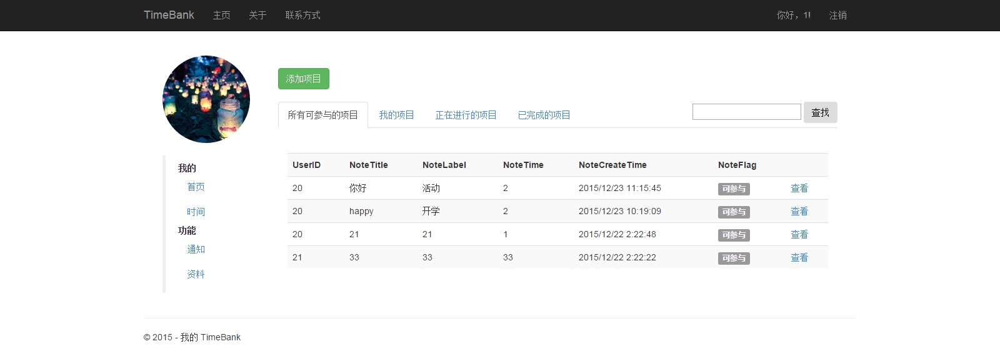 TimeBank 主页 关于 联系方式 你好，1! 注销
添加项目
所有可参与的项目 我的项目 正在进行的项目 已完成的项目 查找
我的
首页
时间
功能
通知
资料
UserID NoteTitle NoteLabel NoteTime NoteCreateTime NoteFlag
20 你好 活动 2 2015/12/23 11:15:45 可参与 查看
20 happy 开学 2 2015/12/23 10:19:09 可参与 查看
20 21 21 1 2015/12/22 2:22:48 可参与 查看
21 33 33 33 2015/12/22 2:22:22 可参与 查看
© 2015 - 我的 TimeBank